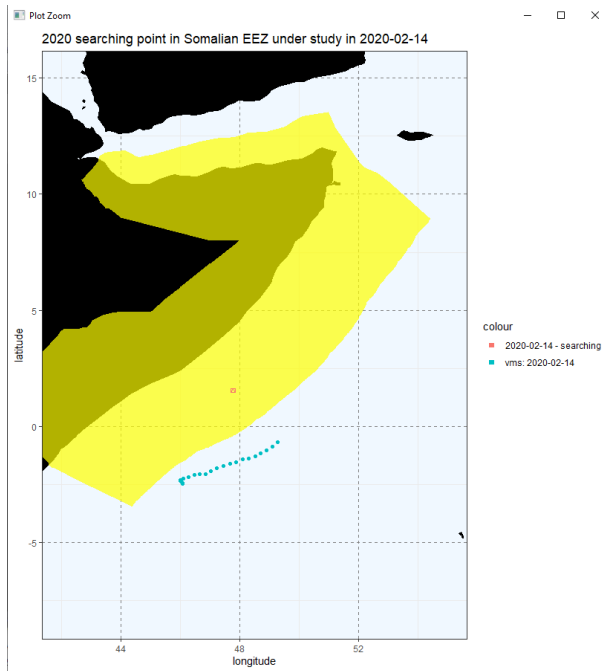 Plot Zoom
2020 searching point in Somalian EEZ under study in 2020-02-14
15
10
5
0
-5
latitude
44
48
52
longitude
colour
2020-02-14 - searching
vms: 2020-02-14